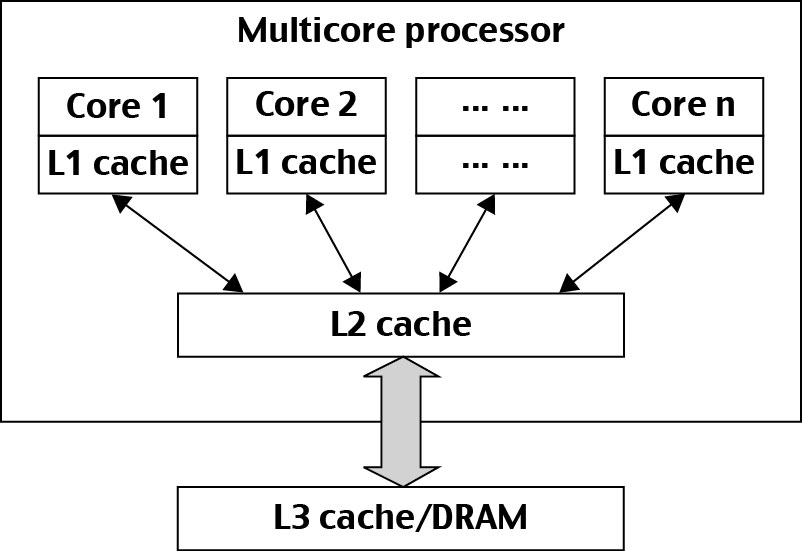 Multicore processor
Core 1
Core 2
... ...
Core n
L1 cache
L1 cache
... ...
L1 cache
L2 cache
L3 cache/DRAM